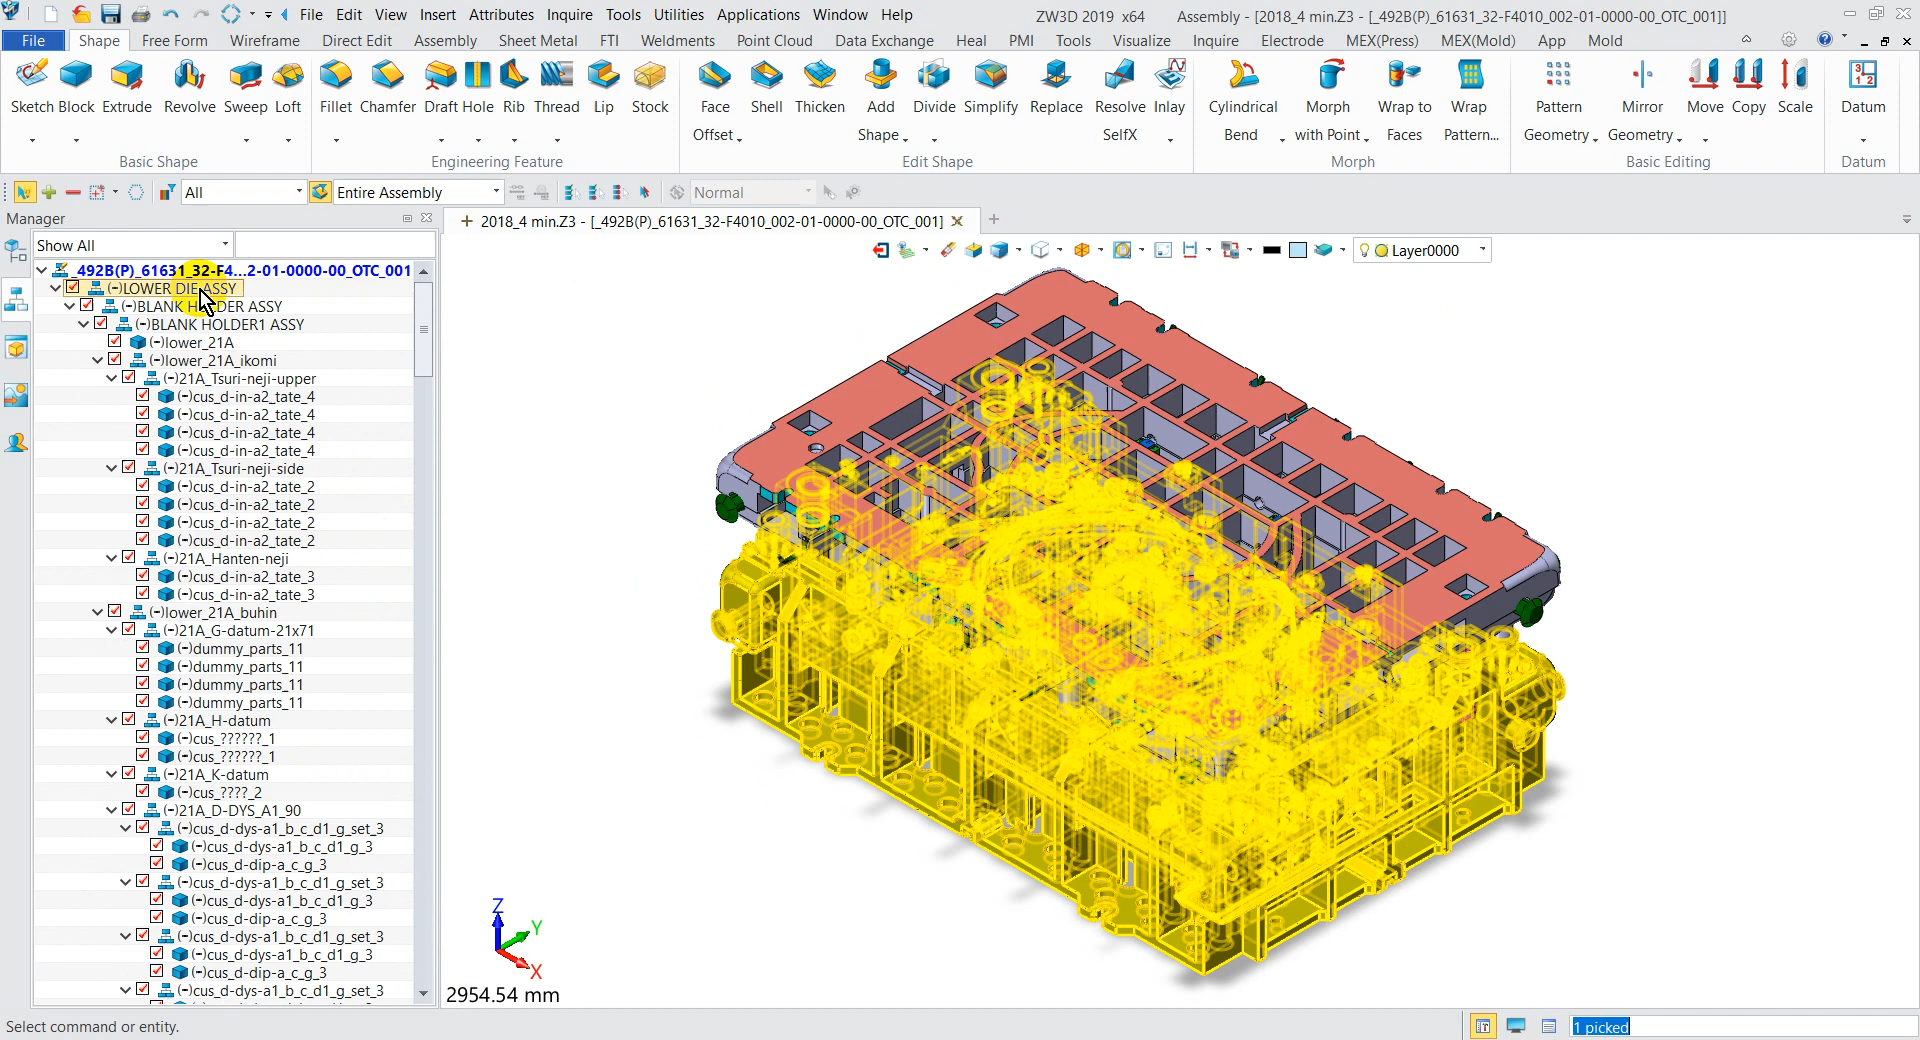 File Edit View Insert Attributes Inquire Tools Utilities Applications Window Help ZW3D 2019 x64 Assembly - [2018_4 min.Z3 - [_492B(P)_61631_32-F4010_002-01-0000-00_OTC_001]]
File Shape Free Form Wireframe Direct Edit Assembly Sheet Metal FTI Weldments Point Cloud Data Exchange Heal PMI Tools Visualize Inquire Electrode MEX(Press) MEX(Mold) App Mold
Sketch Block Extrude Revolve Sweep Loft Fillet Chamfer Draft Hole Rib Thread Lip Stock Face Shell Thicken Add Divide Simplify Replace Resolve Inlay Cylindrical Morph Wrap to Wrap Pattern Mirror Move Copy Scale Datum
Offset Shape SelfX Bend with Point Faces Pattern... Geometry Geometry
Basic Shape Engineering Feature Edit Shape Morph Basic Editing Datum
All Entire Assembly Normal
Manager
2018_4 min.Z3 - [_492B(P)_61631_32-F4010_002-01-0000-00_OTC_001]
Show All
Layer0000
_492B(P)_61631_32-F4...2-01-0000-00_OTC_001
(-)LOWER DIE ASSY
(-)BLANK HOLDER ASSY
(-)BLANK HOLDER1 ASSY
(-)lower_21A
(-)lower_21A_ikomi
(-)21A_Tsuri-neji-upper
(-)cus_d-in-a2_tate_4
(-)cus_d-in-a2_tate_4
(-)cus_d-in-a2_tate_4
(-)cus_d-in-a2_tate_4
(-)21A_Tsuri-neji-side
(-)cus_d-in-a2_tate_2
(-)cus_d-in-a2_tate_2
(-)cus_d-in-a2_tate_2
(-)cus_d-in-a2_tate_2
(-)21A_Hanten-neji
(-)cus_d-in-a2_tate_3
(-)cus_d-in-a2_tate_3
(-)lower_21A_buhin
(-)21A_G-datum-21x71
(-)dummy_parts_11
(-)dummy_parts_11
(-)dummy_parts_11
(-)dummy_parts_11
(-)21A_H-datum
(-)cus_??????_1
(-)cus_??????_1
(-)21A_K-datum
(-)cus_????_2
(-)21A_D-DYS_A1_90
(-)cus_d-dys-a1_b_c_d1_g_set_3
(-)cus_d-dys-a1_b_c_d1_g_3
(-)cus_d-dip-a_c_g_3
(-)cus_d-dys-a1_b_c_d1_g_set_3
(-)cus_d-dys-a1_b_c_d1_g_3
(-)cus_d-dip-a_c_g_3
(-)cus_d-dys-a1_b_c_d1_g_set_3
(-)cus_d-dys-a1_b_c_d1_g_3
(-)cus_d-dip-a_c_g_3
(-)cus_d-dys-a1_b_c_d1_g_set_3
Z
Y
X
2954.54 mm
Select command or entity.
1 picked